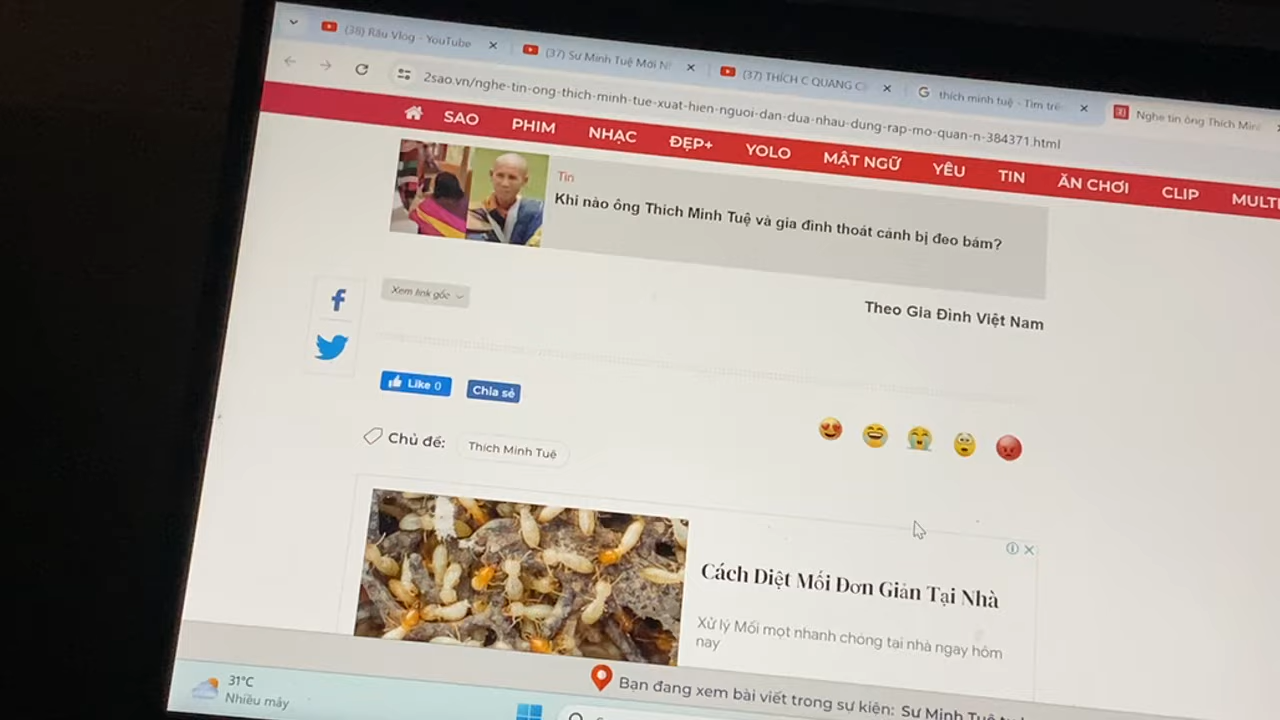 (38) Rầu Vlog - YouTube
(37) Sư Minh Tuệ Mới N
(37) THÍCH C QUANG C
thích minh tuệ - Tìm trê
Nghe tin ông Thích Minh
2sao.vn/nghe-tin-ong-thich-minh-tue-xuat-hien-nguoi-dan-dua-nhau-dung-rap-mo-quan-n-384371.html
SAO PHIM NHẠC ĐẸP+ YOLO MẬT NGỮ YÊU TIN ĂN CHƠI CLIP MULTI
Tin
Khi nào ông Thích Minh Tuệ và gia đình thoát cảnh bị đeo bám?
Xem link gốc
Theo Gia Đình Việt Nam
Like 0
Chia sẻ
Chủ đề:
Thích Minh Tuệ
Cách Diệt Mối Đơn Giản Tại Nhà
Xử lý Mối mọt nhanh chóng tại nhà ngay hôm
nay
Bạn đang xem bài viết trong sự kiện: Sư Minh Tuệ
31°C
Nhiều mây